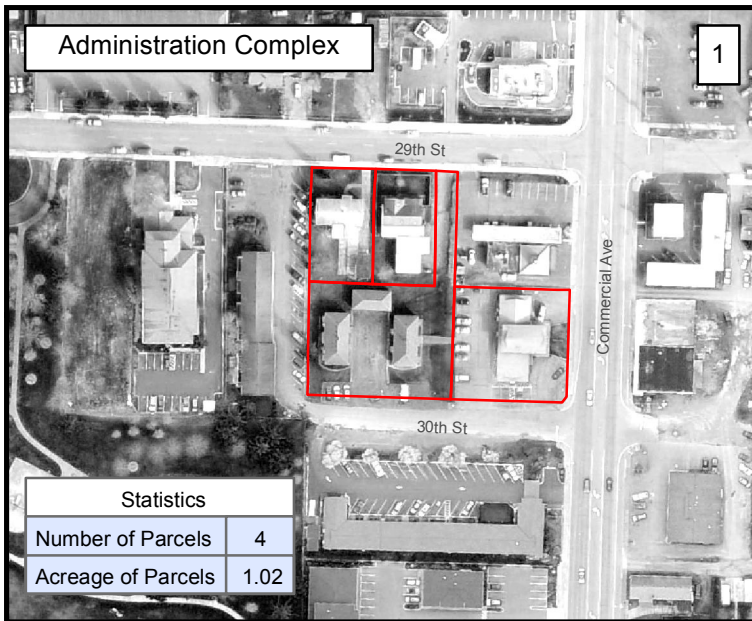 Administration Complex
1
29th St
Commercial Ave
30th St
Statistics
Number of Parcels 4
Acreage of Parcels 1.02